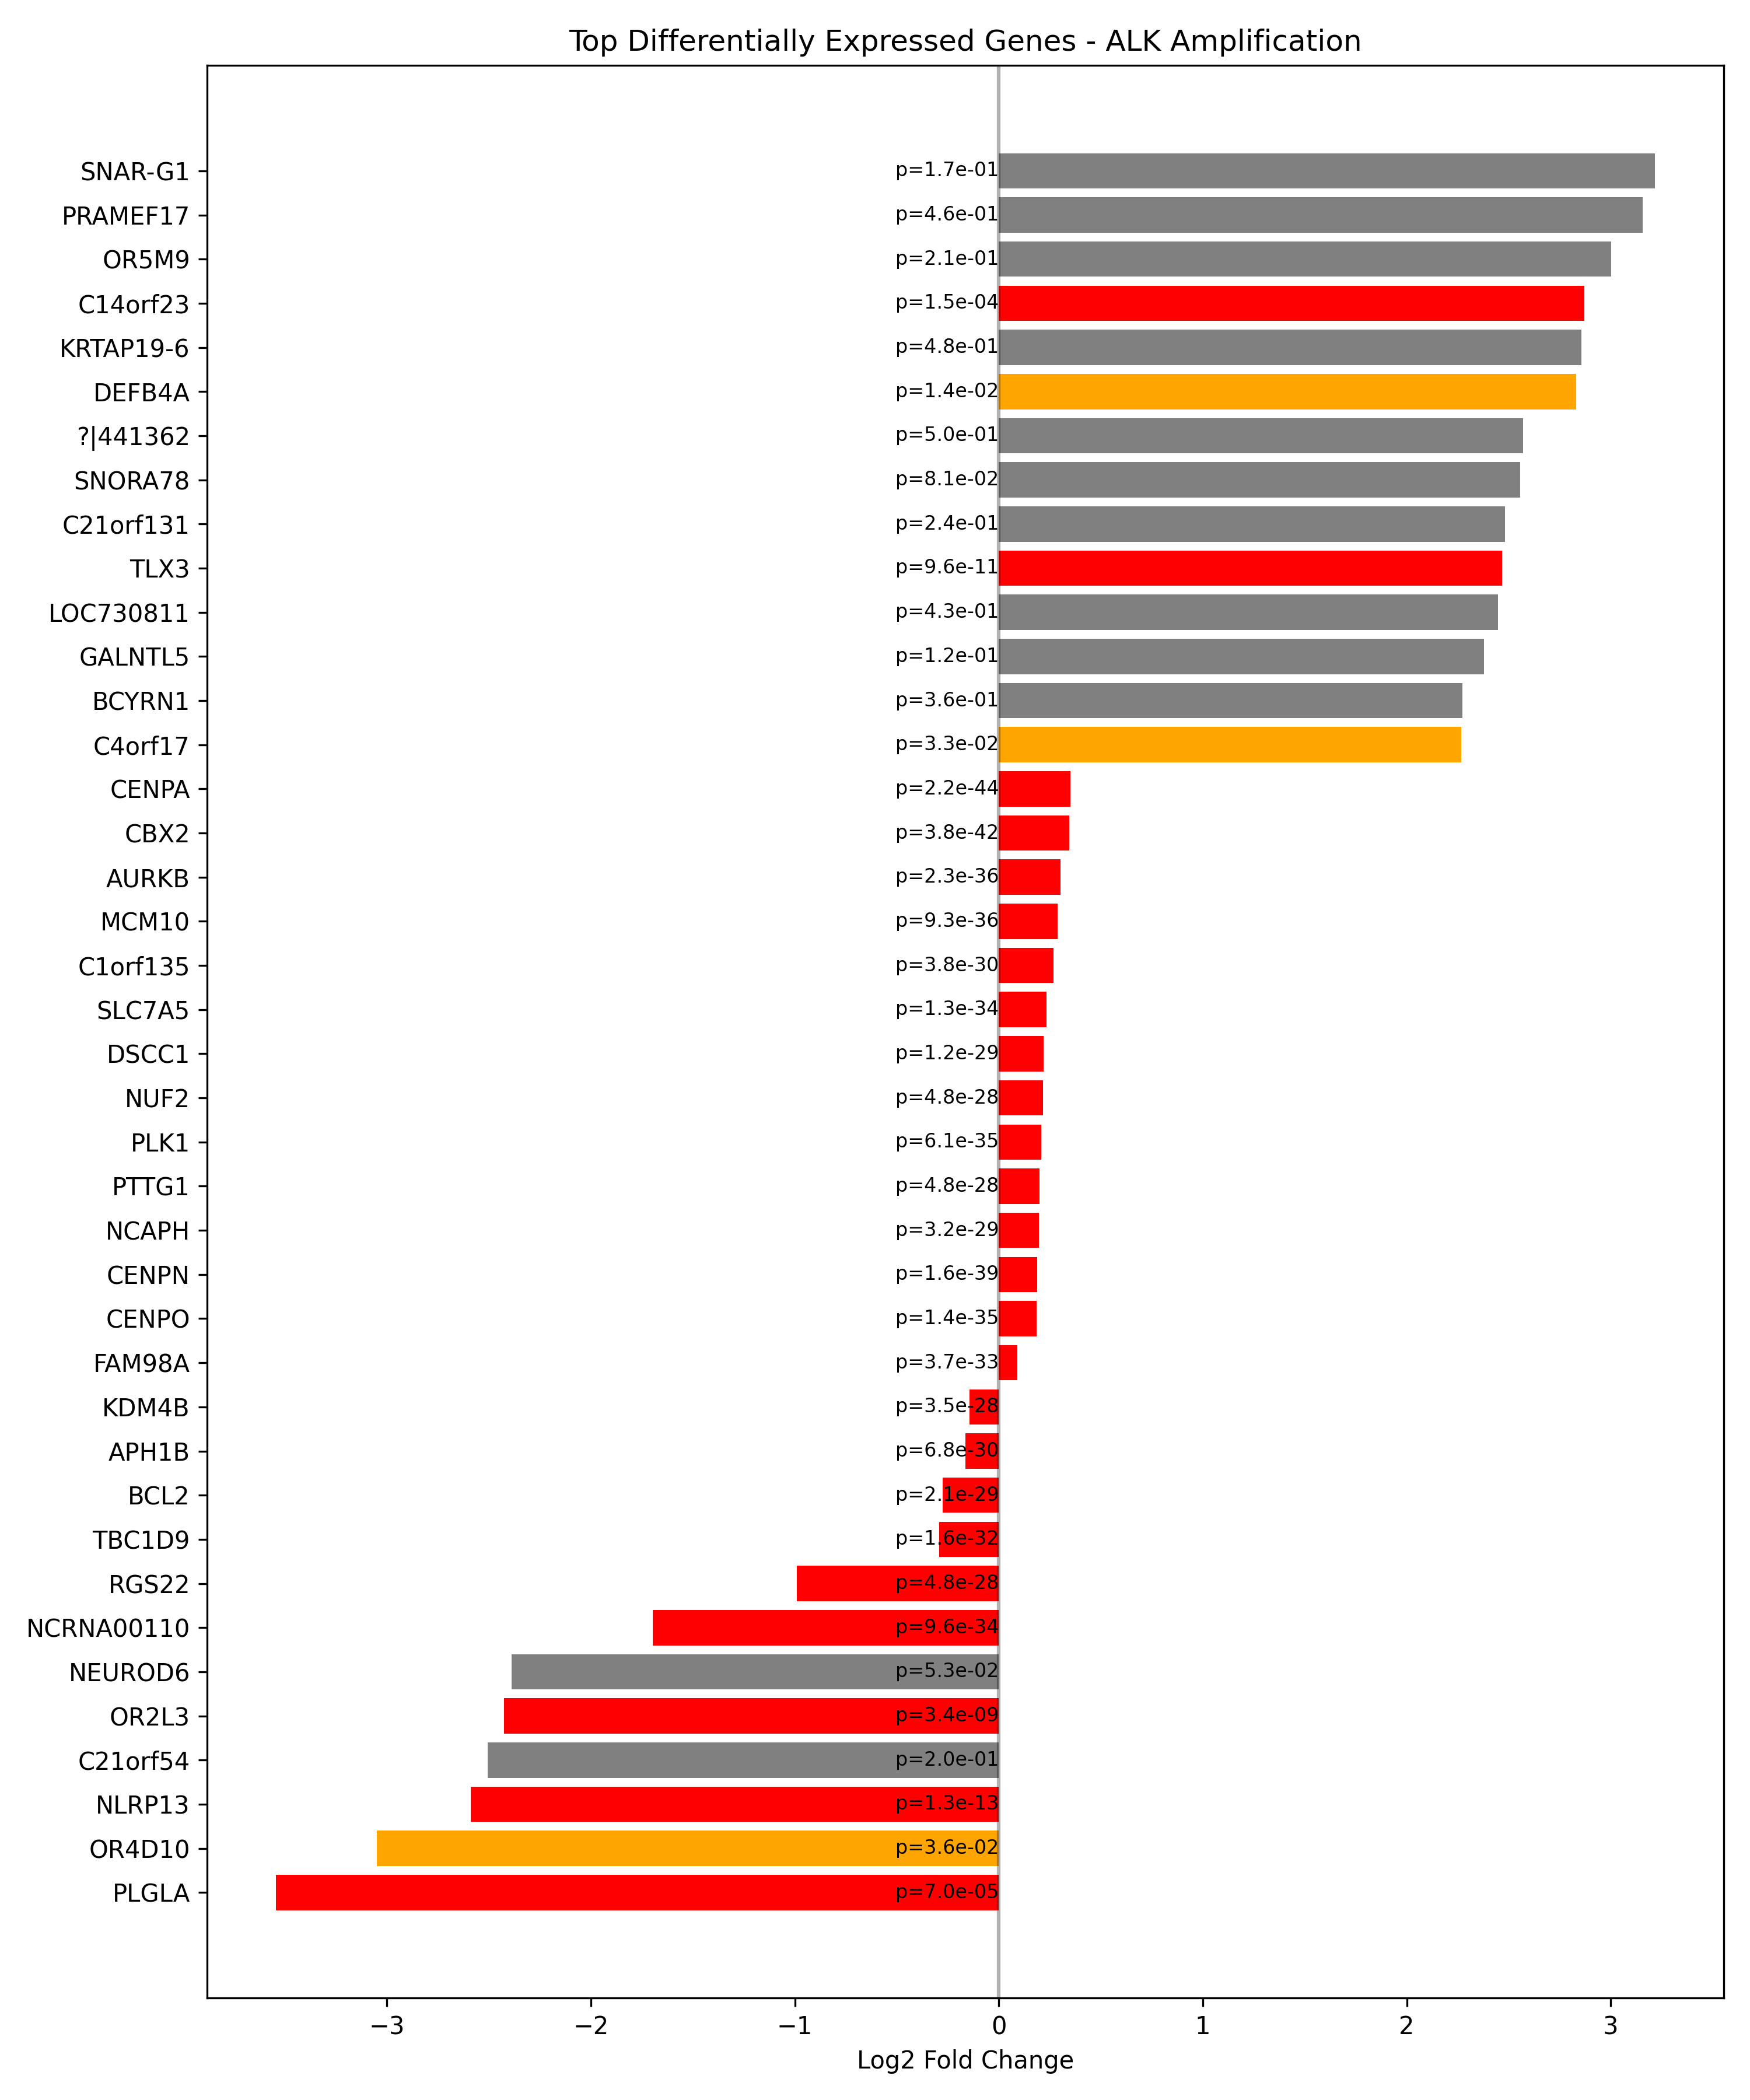 Top Differentially Expressed Genes - ALK Amplification
SNAR-G1 p=1.7e-01
PRAMEF17 p=4.6e-01
OR5M9 p=2.1e-01
C14orf23 p=1.5e-04
KRTAP19-6 p=4.8e-01
DEFB4A p=1.4e-02
?|441362 p=5.0e-01
SNORA78 p=8.1e-02
C21orf131 p=2.4e-01
TLX3 p=9.6e-11
LOC730811 p=4.3e-01
GALNTL5 p=1.2e-01
BCYRN1 p=3.6e-01
C4orf17 p=3.3e-02
CENPA p=2.2e-44
CBX2 p=3.8e-42
AURKB p=2.3e-36
MCM10 p=9.3e-36
C1orf135 p=3.8e-30
SLC7A5 p=1.3e-34
DSCC1 p=1.2e-29
NUF2 p=4.8e-28
PLK1 p=6.1e-35
PTTG1 p=4.8e-28
NCAPH p=3.2e-29
CENPN p=1.6e-39
CENPO p=1.4e-35
FAM98A p=3.7e-33
KDM4B p=3.5e-28
APH1B p=6.8e-30
BCL2 p=2.1e-29
TBC1D9 p=1.6e-32
RGS22 p=4.8e-28
NCRNA00110 p=9.6e-34
NEUROD6 p=5.3e-02
OR2L3 p=3.4e-09
C21orf54 p=2.0e-01
NLRP13 p=1.3e-13
OR4D10 p=3.6e-02
PLGLA p=7.0e-05
−3 −2 −1 0 1 2 3
Log2 Fold Change